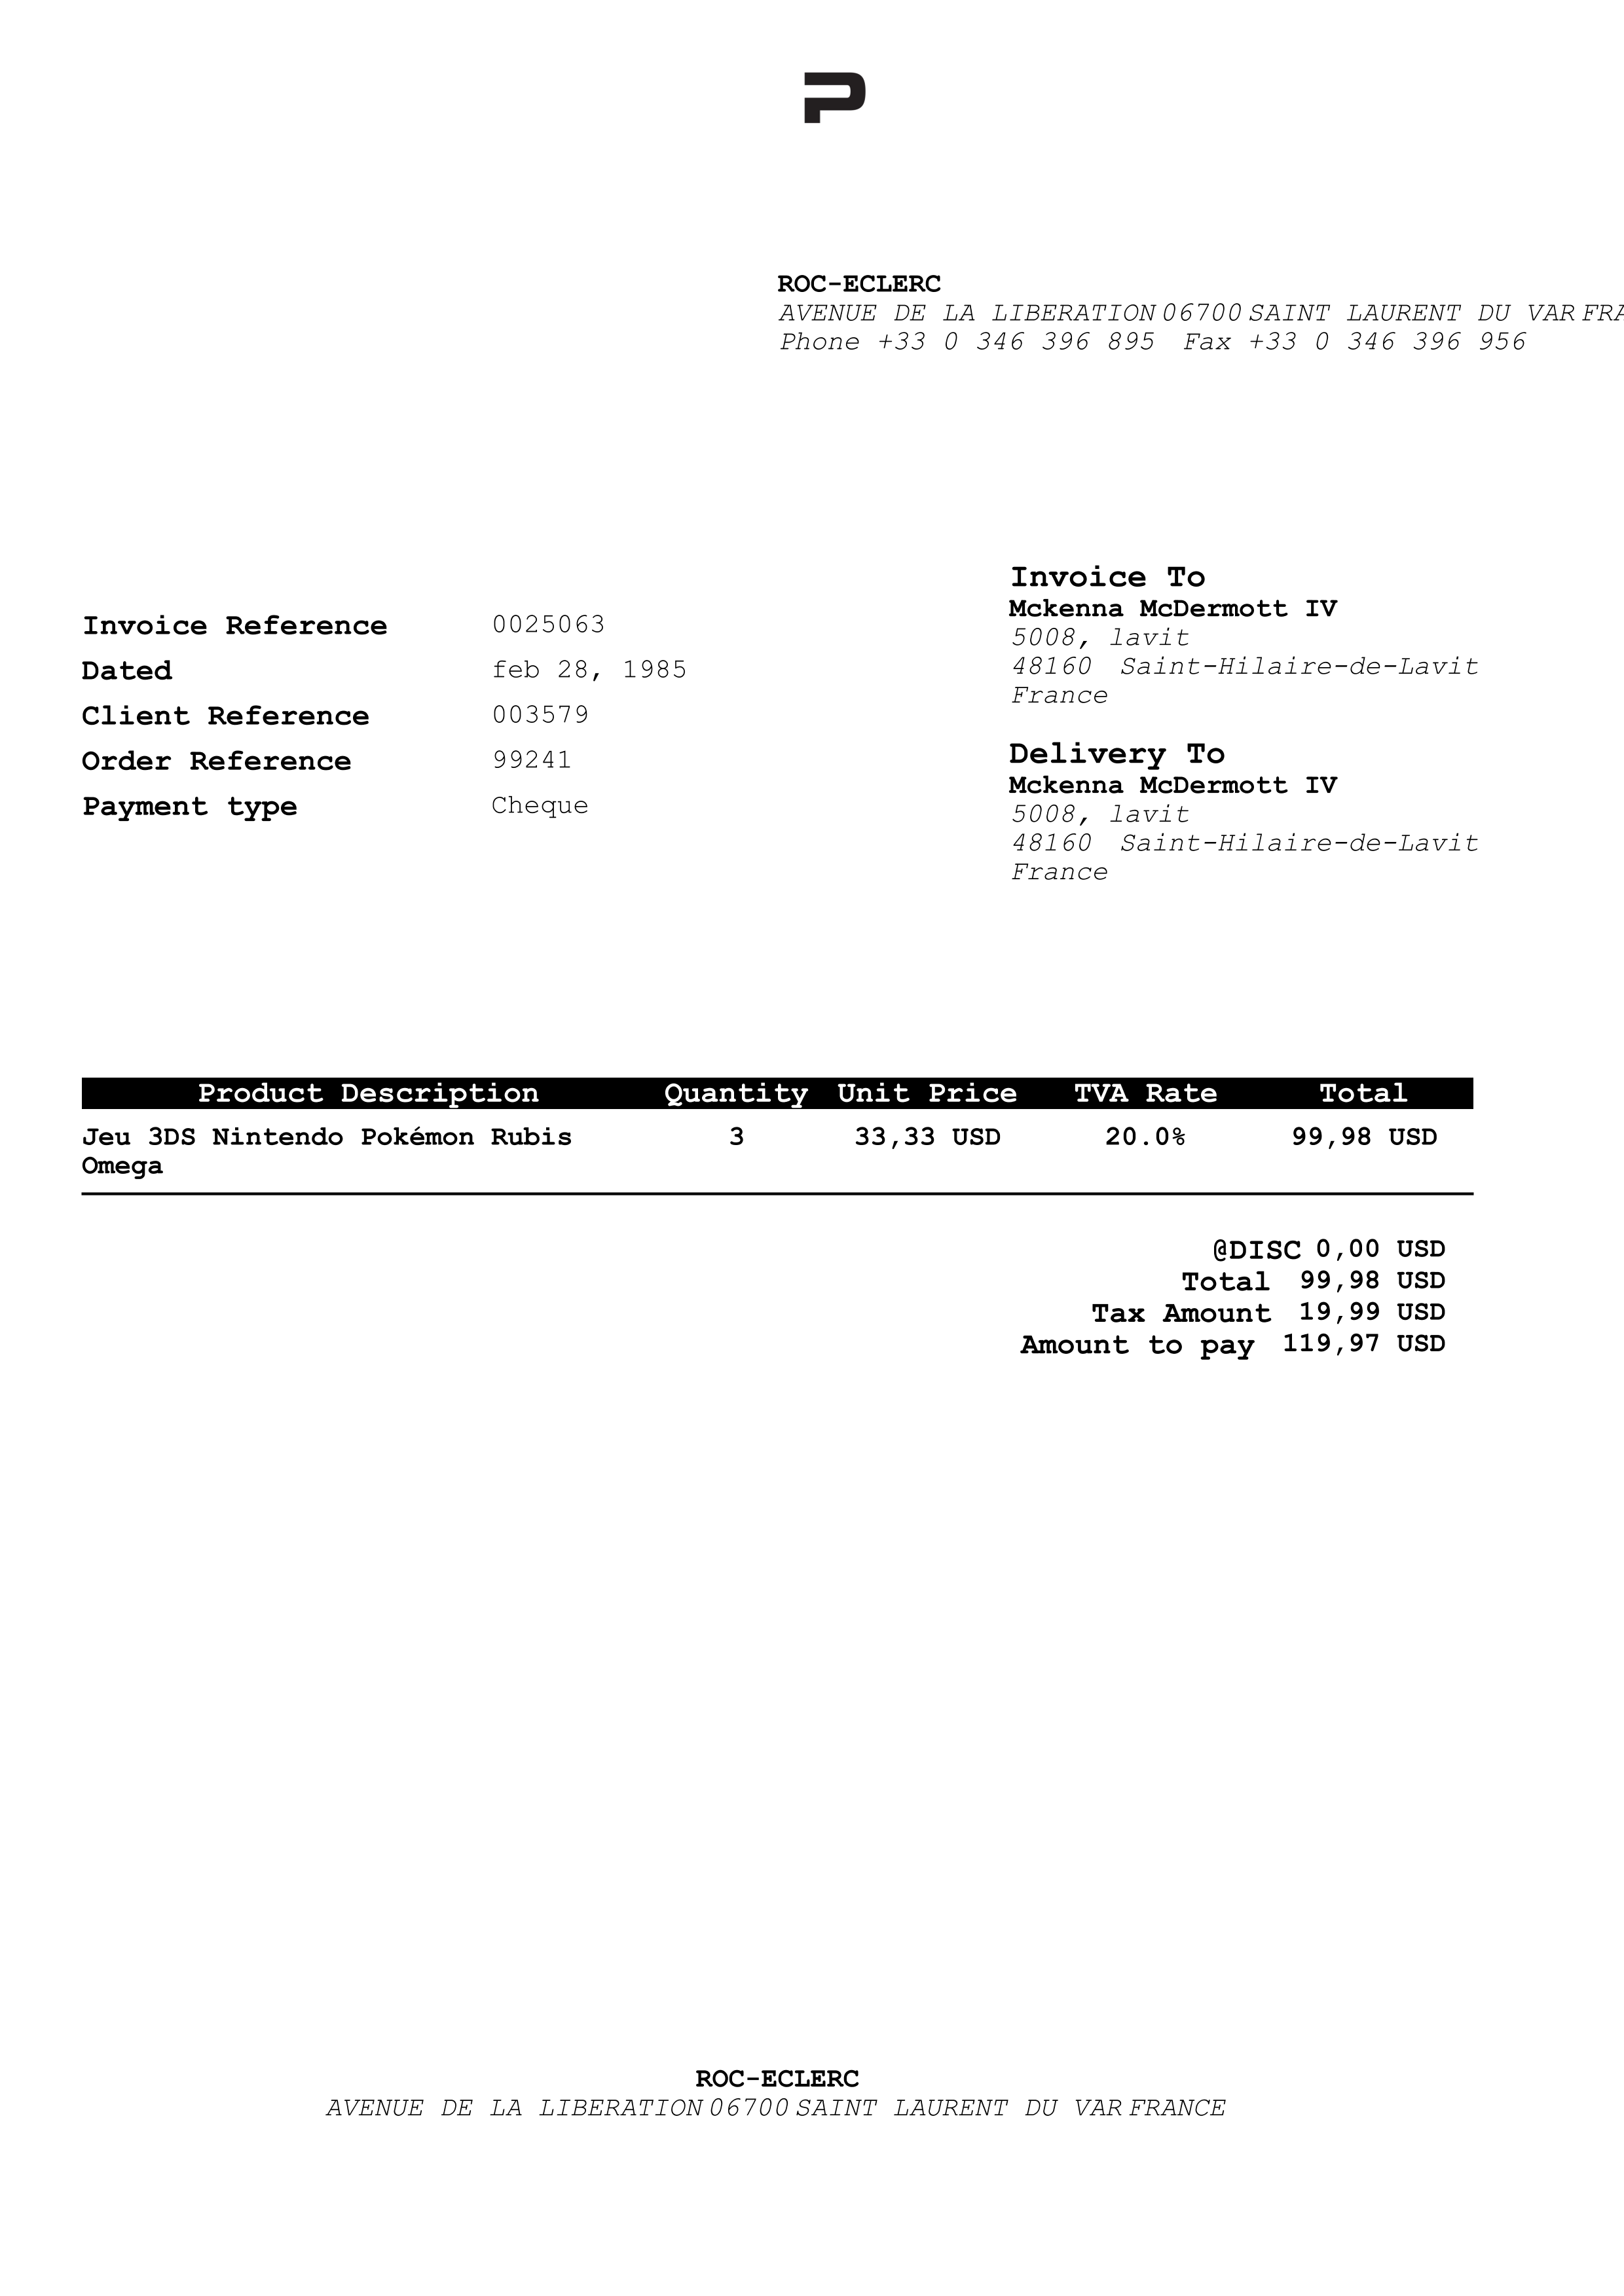 P
ROC-ECLERC
AVENUE DE LA LIBERATION 06700 SAINT LAURENT DU VAR FRA
Phone +33 0 346 396 895 Fax +33 0 346 396 956
Invoice Reference 0025063
Dated feb 28, 1985
Client Reference 003579
Order Reference 99241
Payment type Cheque
Invoice To
Mckenna McDermott IV
5008, lavit
48160 Saint-Hilaire-de-Lavit
France
Delivery To
Mckenna McDermott IV
5008, lavit
48160 Saint-Hilaire-de-Lavit
France
Product Description Quantity Unit Price TVA Rate Total
Jeu 3DS Nintendo Pokémon Rubis 3 33,33 USD 20.0% 99,98 USD
Omega
@DISC 0,00 USD
Total 99,98 USD
Tax Amount 19,99 USD
Amount to pay 119,97 USD
ROC-ECLERC
AVENUE DE LA LIBERATION 06700 SAINT LAURENT DU VAR FRANCE